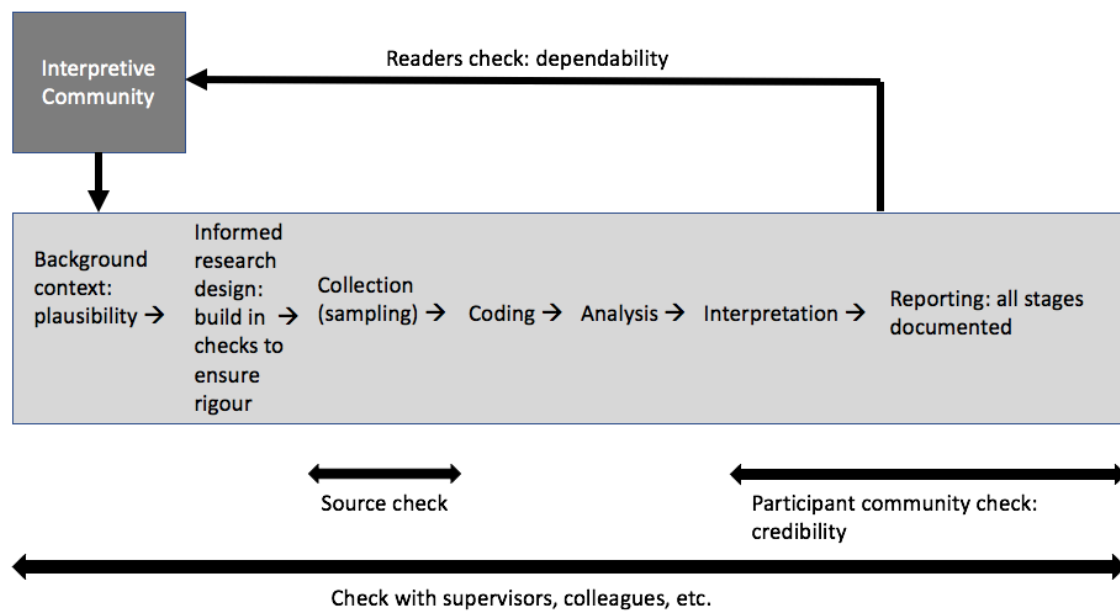 Interpretive
Community
Readers check: dependability
Background
context:
plausibility →
Informed
research
design:
build in →
checks to
ensure
rigour
Collection
(sampling) →
Coding →
Analysis →
Interpretation →
Reporting: all stages
documented
Source check
Participant community check:
credibility
Check with supervisors, colleagues, etc.